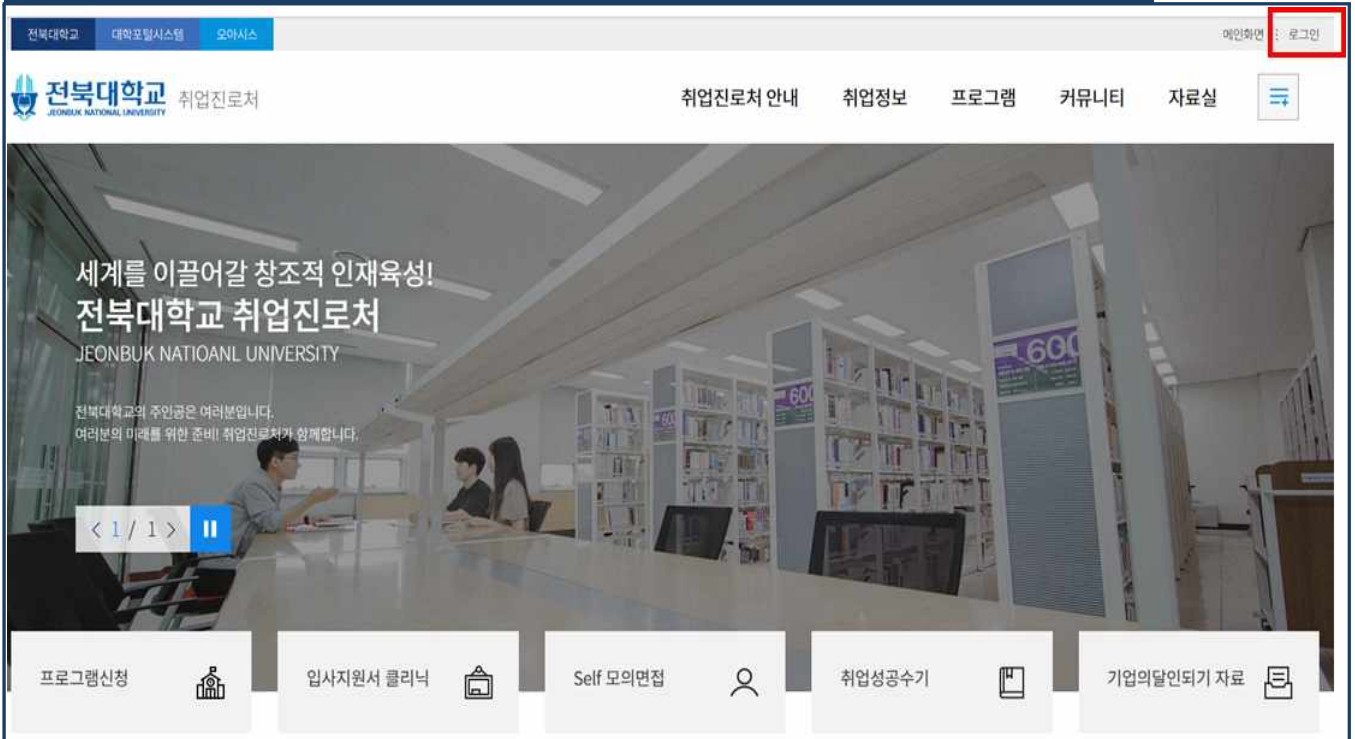 전북대학교 대학포털시스템 오아시스 메인화면 로그인
전북대학교 취업진로처
JEONBUK NATIONAL UNIVERSITY
취업진로처 안내 취업정보 프로그램 커뮤니티 자료실
세계를 이끌어갈 창조적 인재육성!
전북대학교 취업진로처
JEONBUK NATIOANL UNIVERSITY
전북대학교의 주인공은 여러분입니다.
여러분의 미래를 위한 준비! 취업진로처가 함께합니다.
< 1 / 1 >
600
600
프로그램신청 입사지원서 클리닉 Self 모의면접 취업성공수기 기업의달인되기 자료